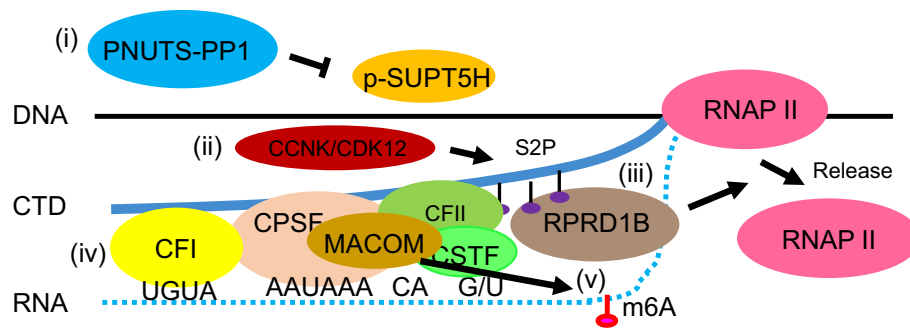 (i) PNUTS-PP1
p-SUPT5H
DNA
RNAP II
(ii) CCNK/CDK12
S2P
(iii)
Release
CTD
CFII
CPSF
RPRD1B
(iv) CFI
MACOM
RNAP II
CSTF
(v)
UGUA AAUAAA CA G/U
RNA
m6A